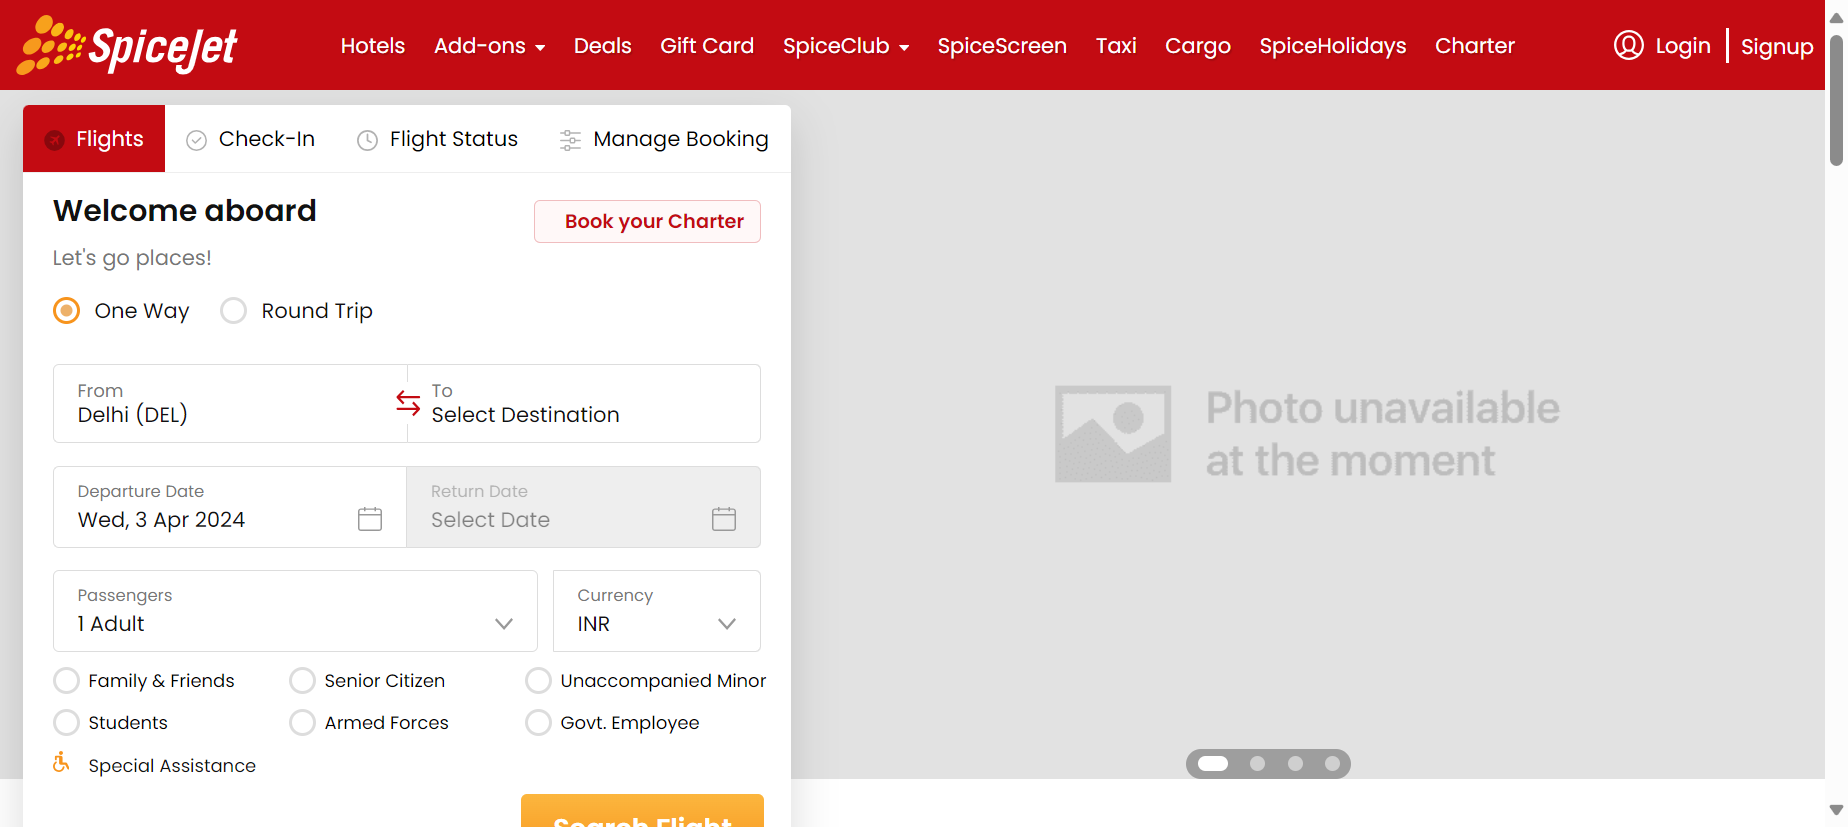 SpiceJet
Hotels Add-ons Deals Gift Card SpiceClub SpiceScreen Taxi Cargo SpiceHolidays Charter Login Signup
Flights Check-In Flight Status Manage Booking
Welcome aboard
Book your Charter
Let's go places!
One Way Round Trip
From To
Delhi (DEL) Select Destination
Departure Date Return Date
Wed, 3 Apr 2024 Select Date
Passengers Currency
1 Adult INR
Family & Friends Senior Citizen Unaccompanied Minor
Students Armed Forces Govt. Employee
Special Assistance
Search Flight
Photo unavailable
at the moment